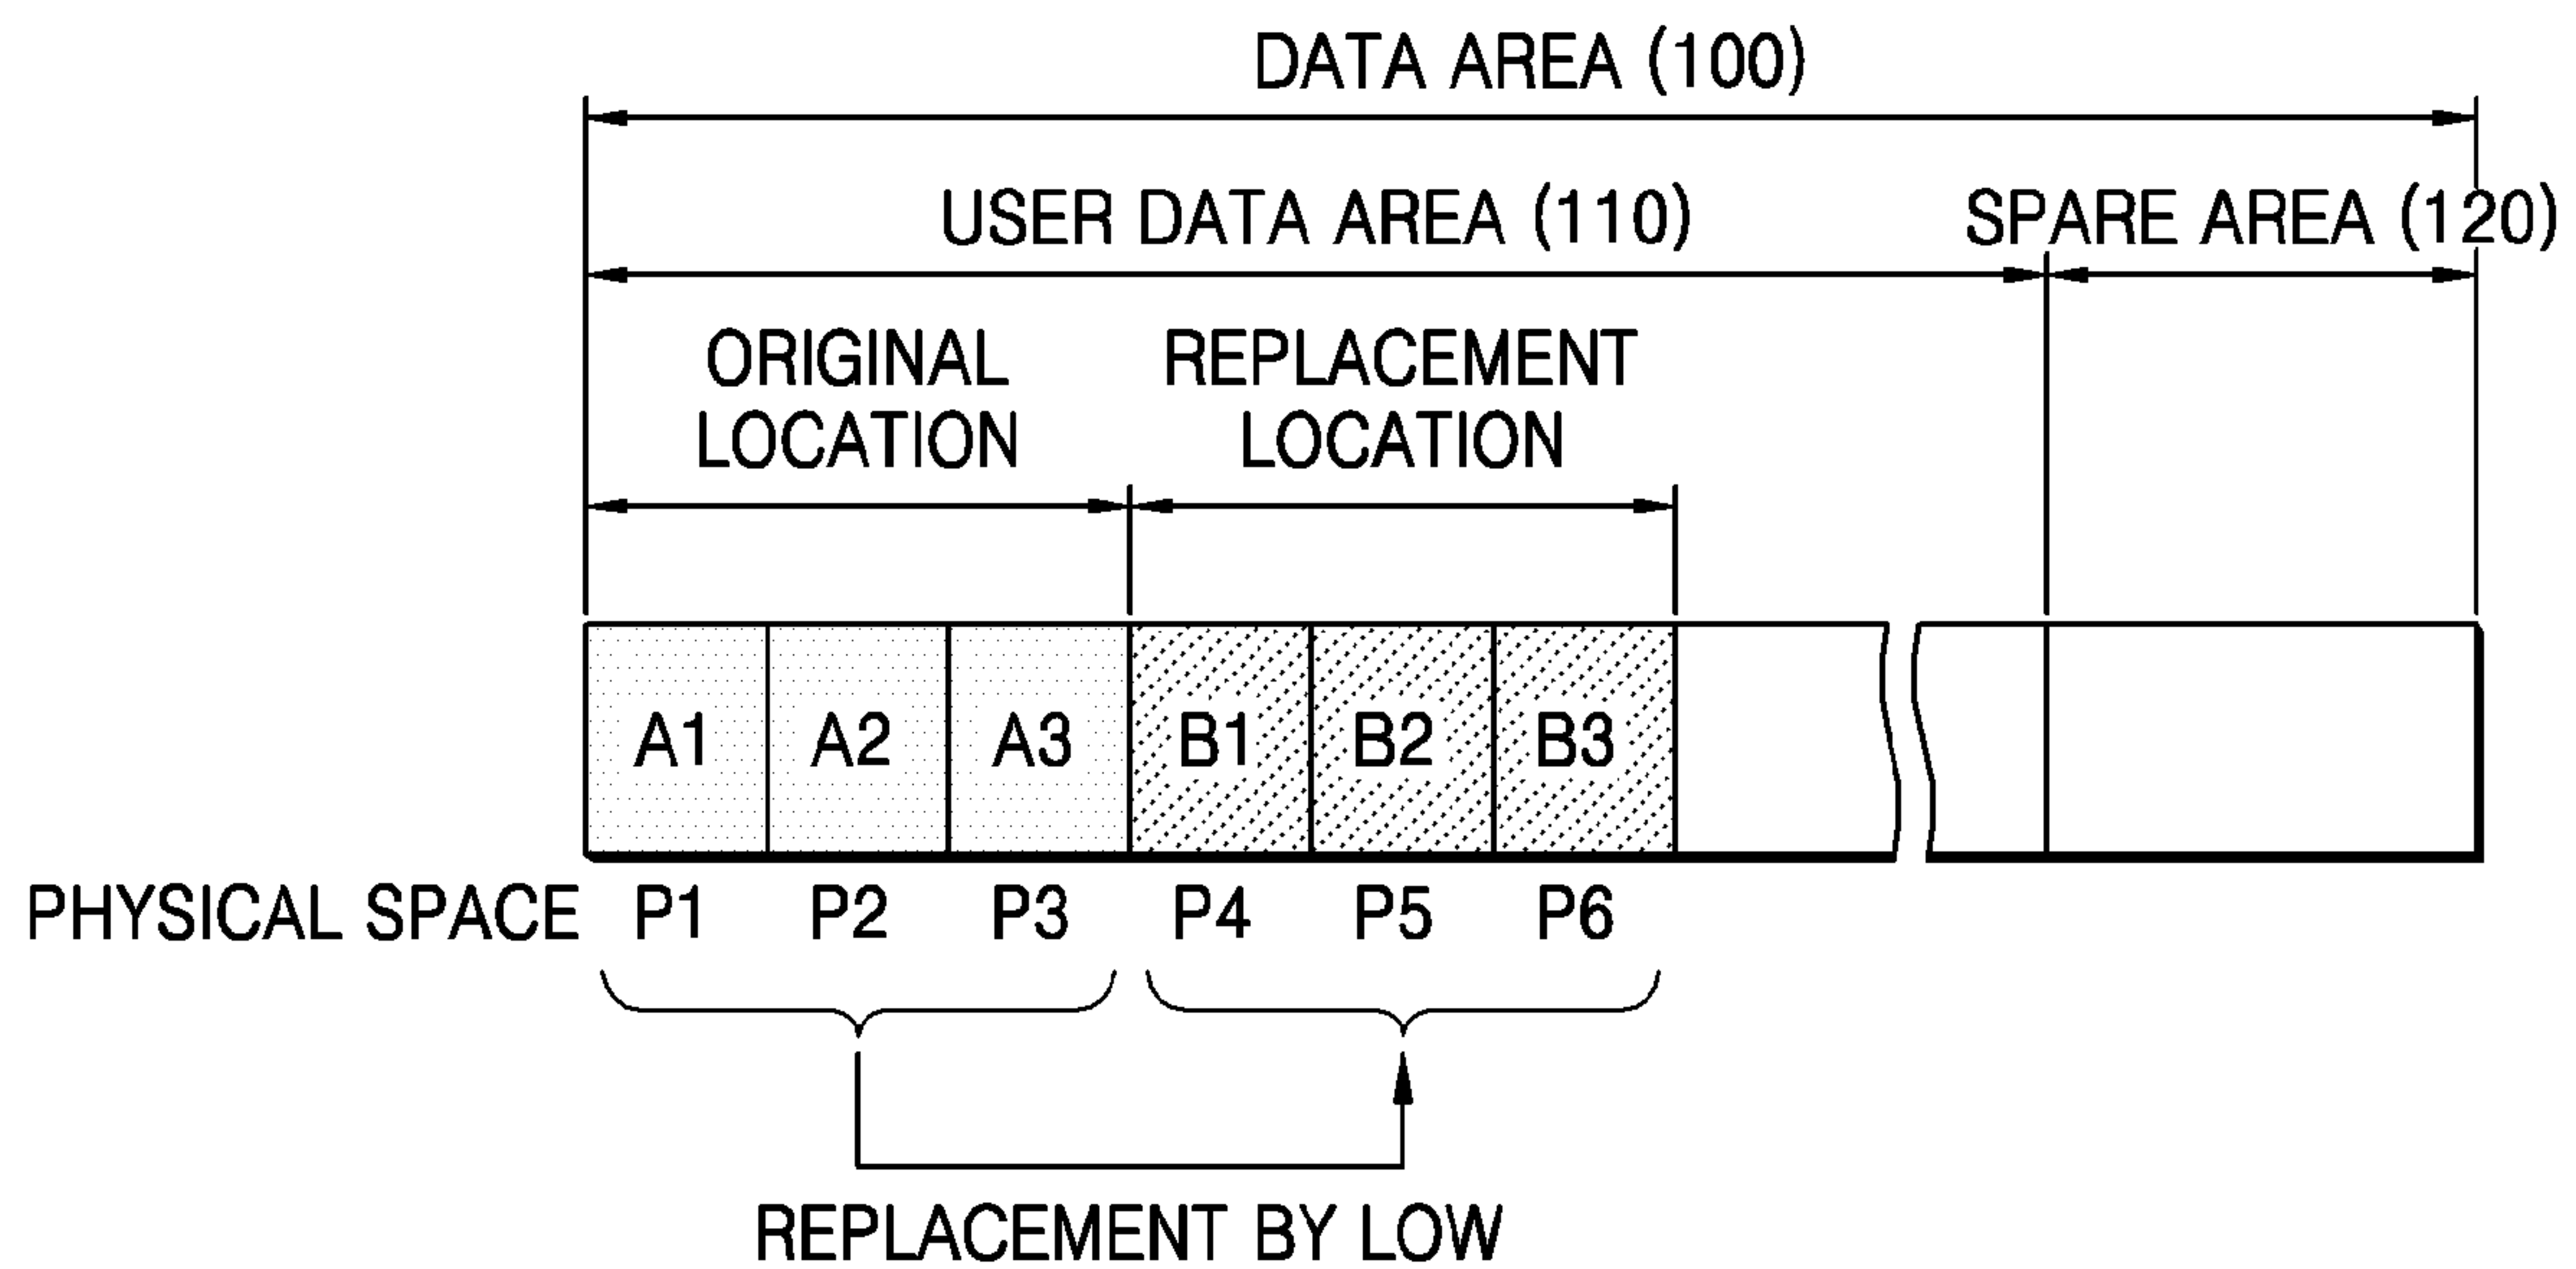 DATA AREA (100)
USER DATA AREA (110) SPARE AREA (120)
ORIGINAL REPLACEMENT
LOCATION LOCATION
A1 A2 A3 B1 B2 B3
PHYSICAL SPACE P1 P2 P3 P4 P5 P6
REPLACEMENT BY LOW